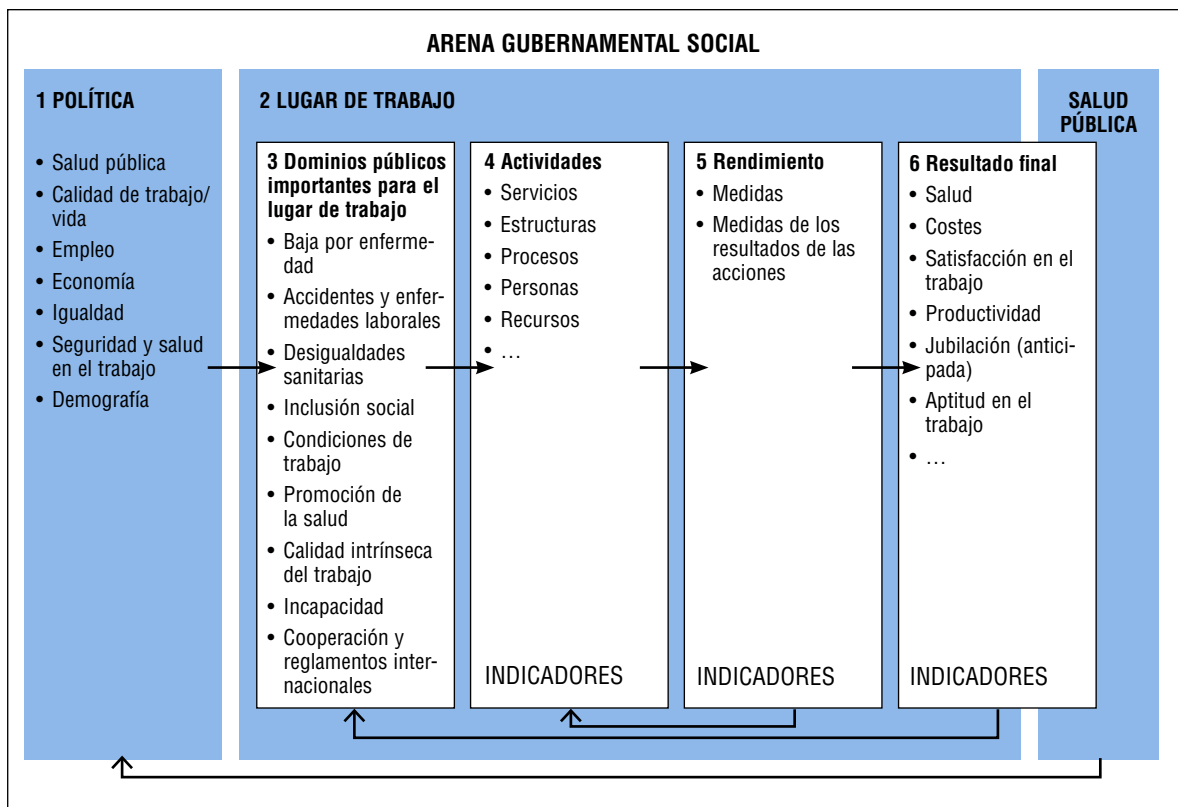 ARENA GUBERNAMENTAL SOCIAL
1 POLÍTICA
• Salud pública
• Calidad de trabajo/
vida
• Empleo
• Economía
• Igualdad
• Seguridad y salud
en el trabajo
• Demografía
2 LUGAR DE TRABAJO
3 Dominios públicos
importantes para el
lugar de trabajo
• Baja por enferme-
dad
• Accidentes y enfer-
medades laborales
• Desigualdades
sanitarias
• Inclusión social
• Condiciones de
trabajo
• Promoción de
la salud
• Calidad intrínseca
del trabajo
• Incapacidad
• Cooperación y
reglamentos inter-
nacionales
4 Actividades
• Servicios
• Estructuras
• Procesos
• Personas
• Recursos
• …
INDICADORES
5 Rendimiento
• Medidas
• Medidas de los
resultados de las
acciones
INDICADORES
SALUD
PÚBLICA
6 Resultado final
• Salud
• Costes
• Satisfacción en el
trabajo
• Productividad
• Jubilación (antici-
pada)
• Aptitud en el
trabajo
• …
INDICADORES